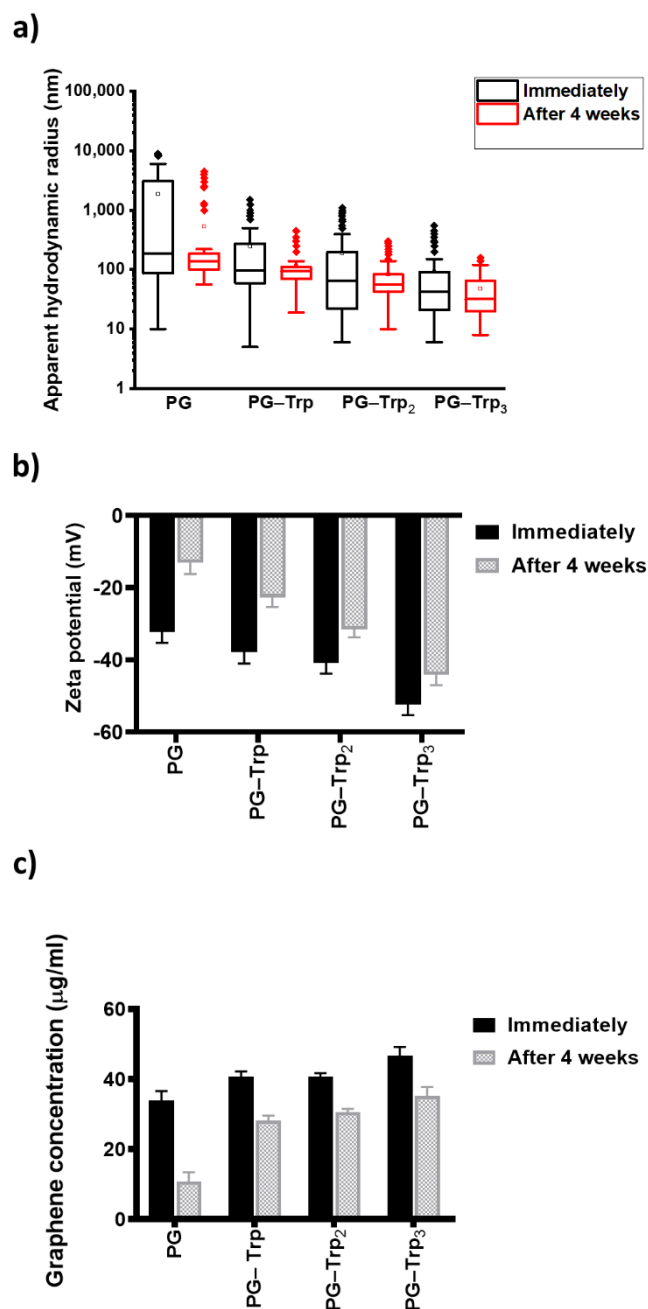 a)
Apparent hydrodynamic radius (nm)
100,000
10,000
1,000
100
10
1
PG PG–Trp PG–Trp₂ PG–Trp₃
Immediately
After 4 weeks
b)
Zeta potential (mV)
0
-20
-40
-60
PG PG–Trp PG–Trp₂ PG–Trp₃
Immediately
After 4 weeks
c)
Graphene concentration (μg/ml)
60
40
20
0
PG PG– Trp PG–Trp₂ PG–Trp₃
Immediately
After 4 weeks